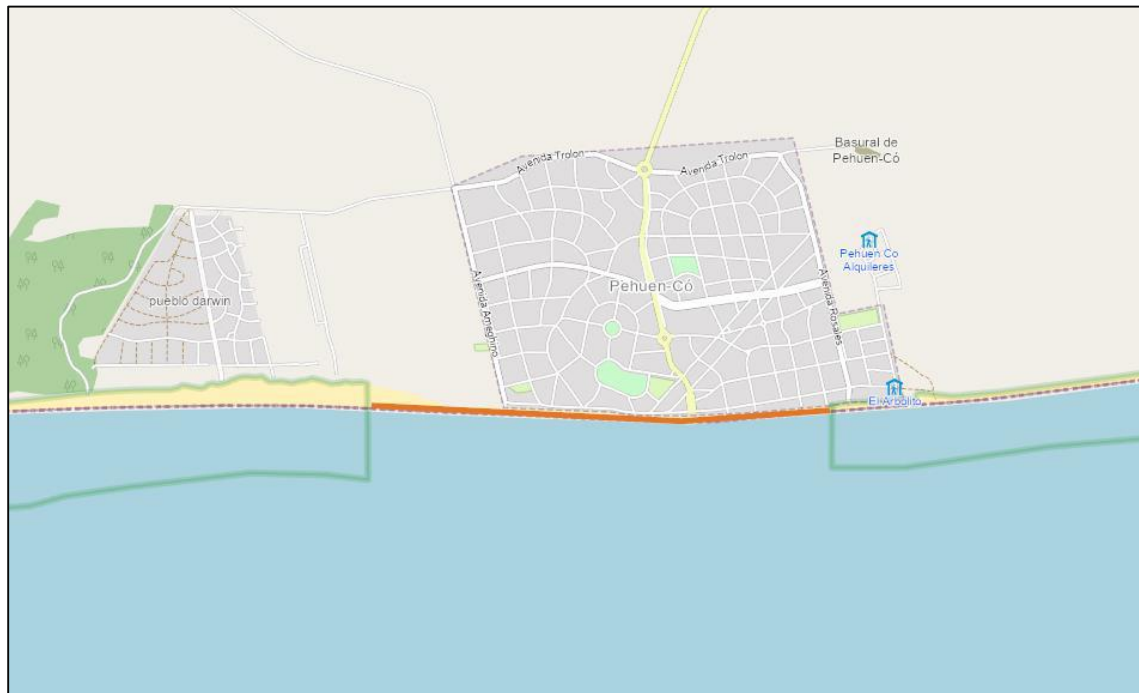 Avenida Trolon
Avenida Trolon
Basural de
Pehuen-Có
Pehuen Co
Alquileres
Avenida Ameghino
Pehuen-Có
Avenida Rosales
pueblo darwin
El Arbolito